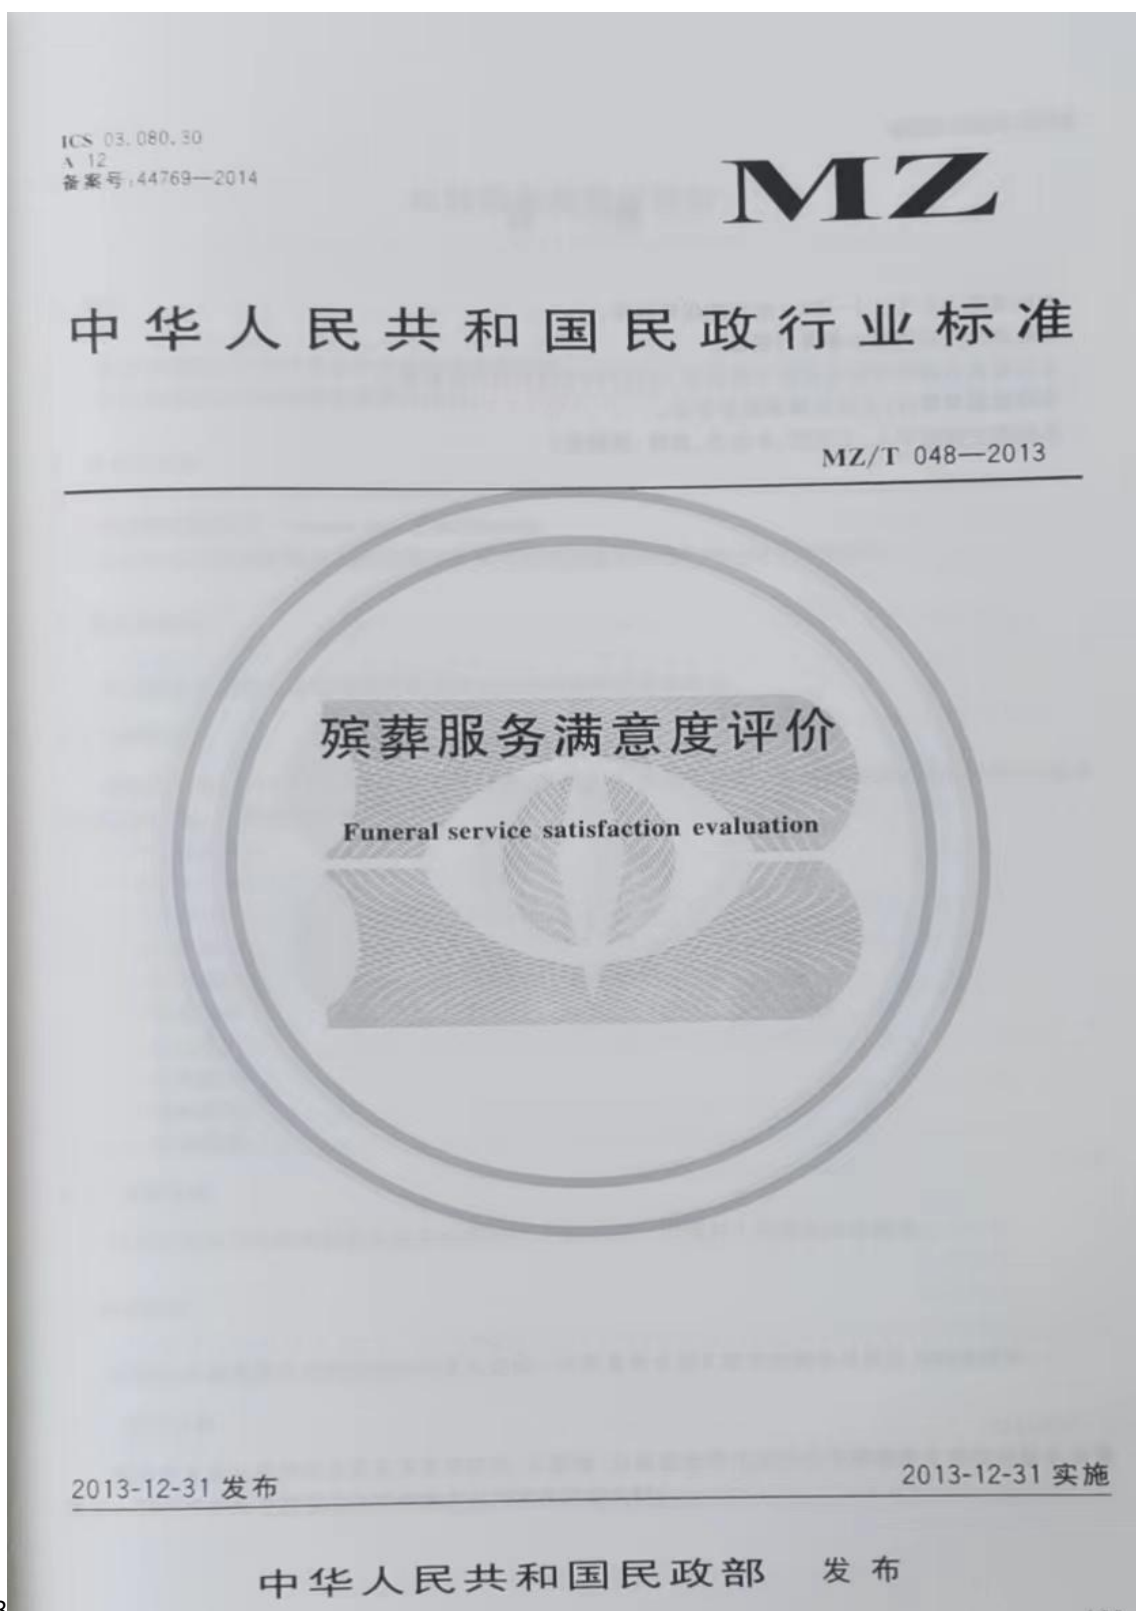 ICS 03.080.30
A 12
备案号:44769—2014
MZ
中华人民共和国民政行业标准
MZ/T 048—2013
殡葬服务满意度评价
Funeral service satisfaction evaluation
2013-12-31 发布
2013-12-31 实施
中华人民共和国民政部 发布